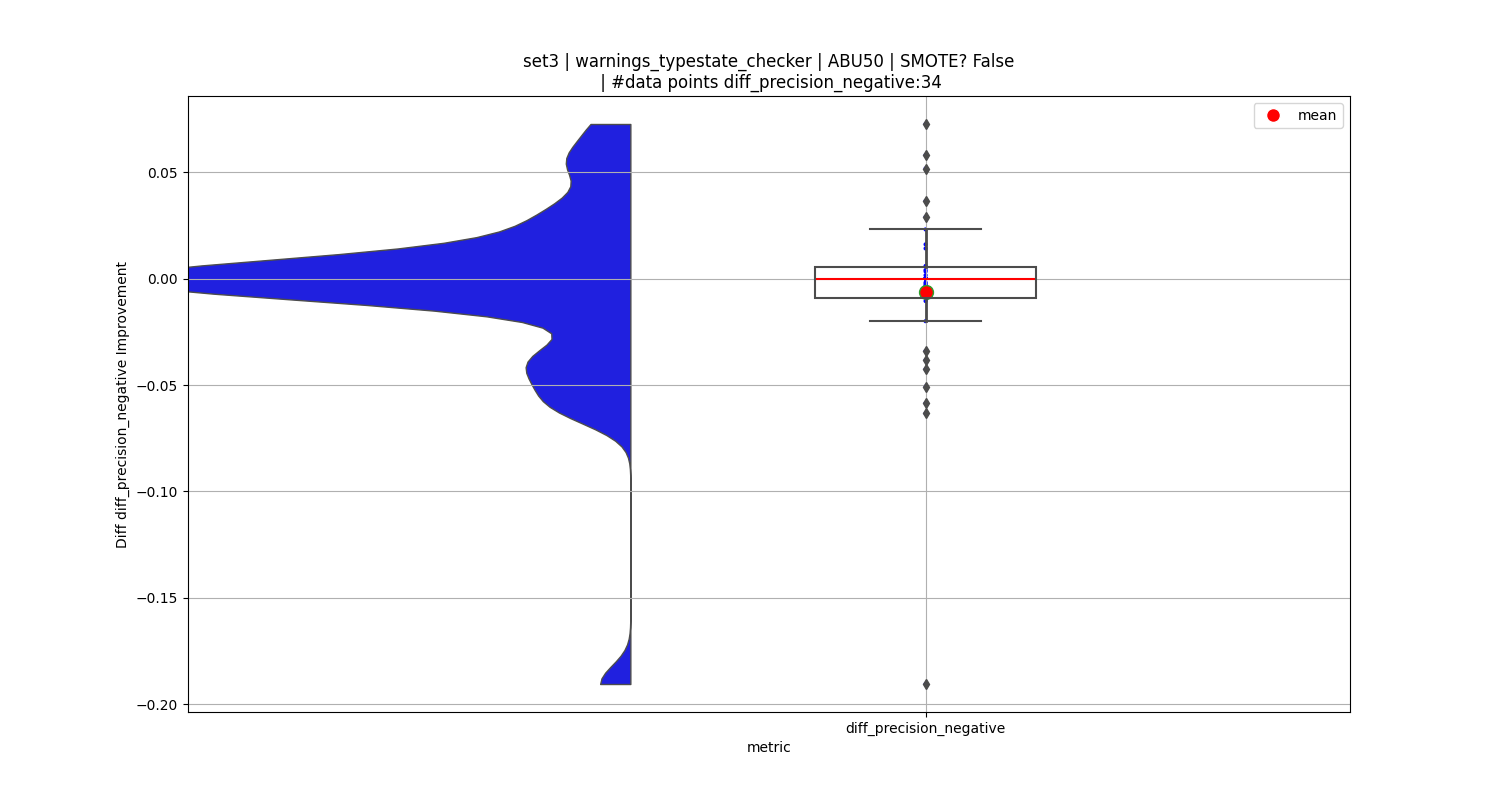 set3 | warnings_typestate_checker | ABU50 | SMOTE? False
| #data points diff_precision_negative:34
mean
0.05
0.00
−0.05
−0.10
−0.15
−0.20
Diff diff_precision_negative Improvement
diff_precision_negative
metric